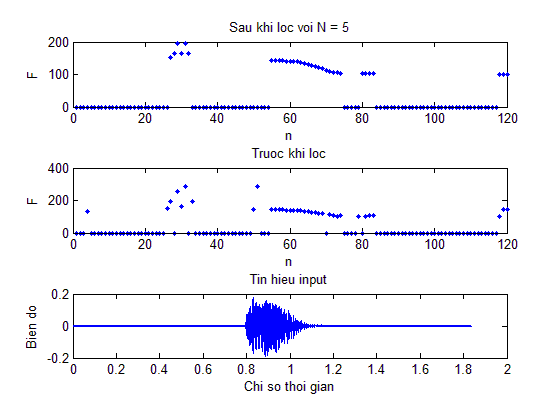 Sau khi loc voi N = 5
200
100
0
F
0 20 40 60 80 100 120
n
Truoc khi loc
400
200
0
F
0 20 40 60 80 100 120
n
Tin hieu input
0.2
0
-0.2
Bien do
0 0.2 0.4 0.6 0.8 1 1.2 1.4 1.6 1.8 2
Chi so thoi gian